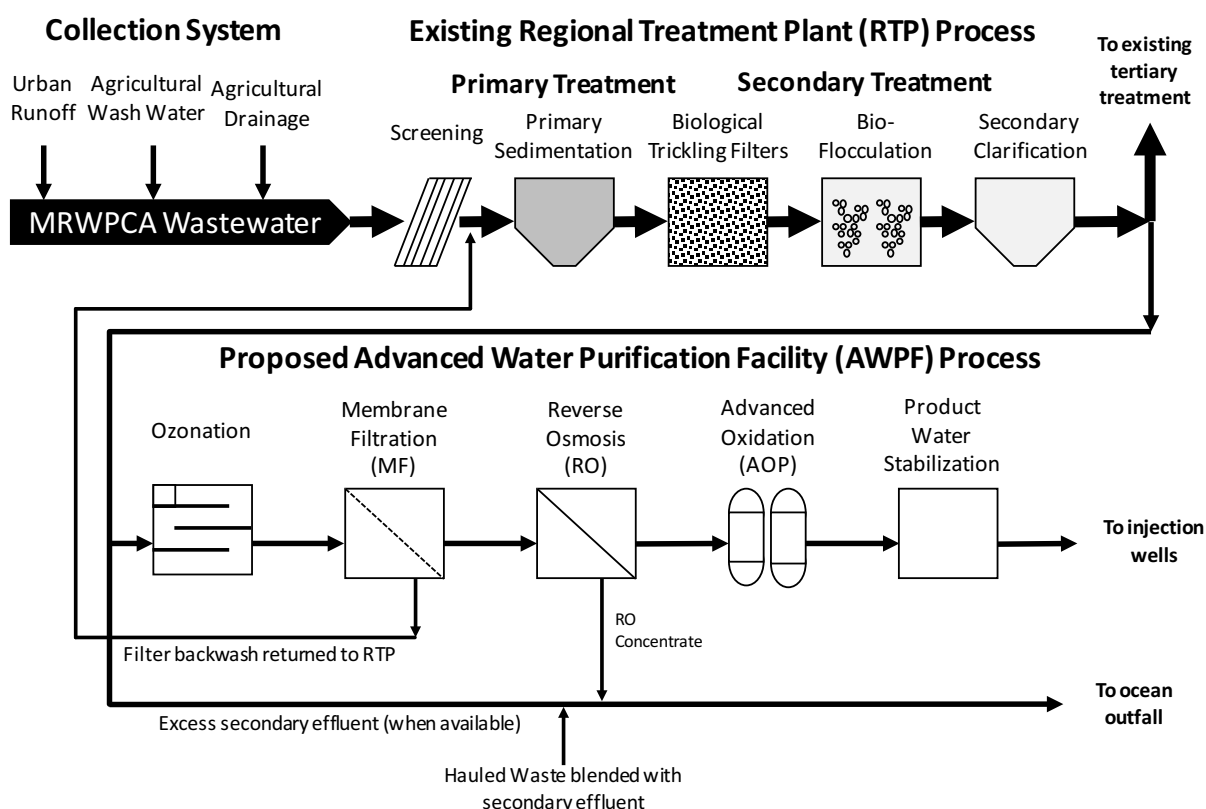 Collection System
Existing Regional Treatment Plant (RTP) Process
To existing
tertiary
treatment
Primary Treatment
Secondary Treatment
Urban
Runoff
Agricultural
Wash Water
Agricultural
Drainage
Screening
Primary
Sedimentation
Biological
Trickling Filters
Bio-
Flocculation
Secondary
Clarification
MRWPCA Wastewater
Proposed Advanced Water Purification Facility (AWPF) Process
Ozonation
Membrane
Filtration
(MF)
Reverse
Osmosis
(RO)
Advanced
Oxidation
(AOP)
Product
Water
Stabilization
To injection
wells
RO
Concentrate
Filter backwash returned to RTP
To ocean
outfall
Excess secondary effluent (when available)
Hauled Waste blended with
secondary effluent